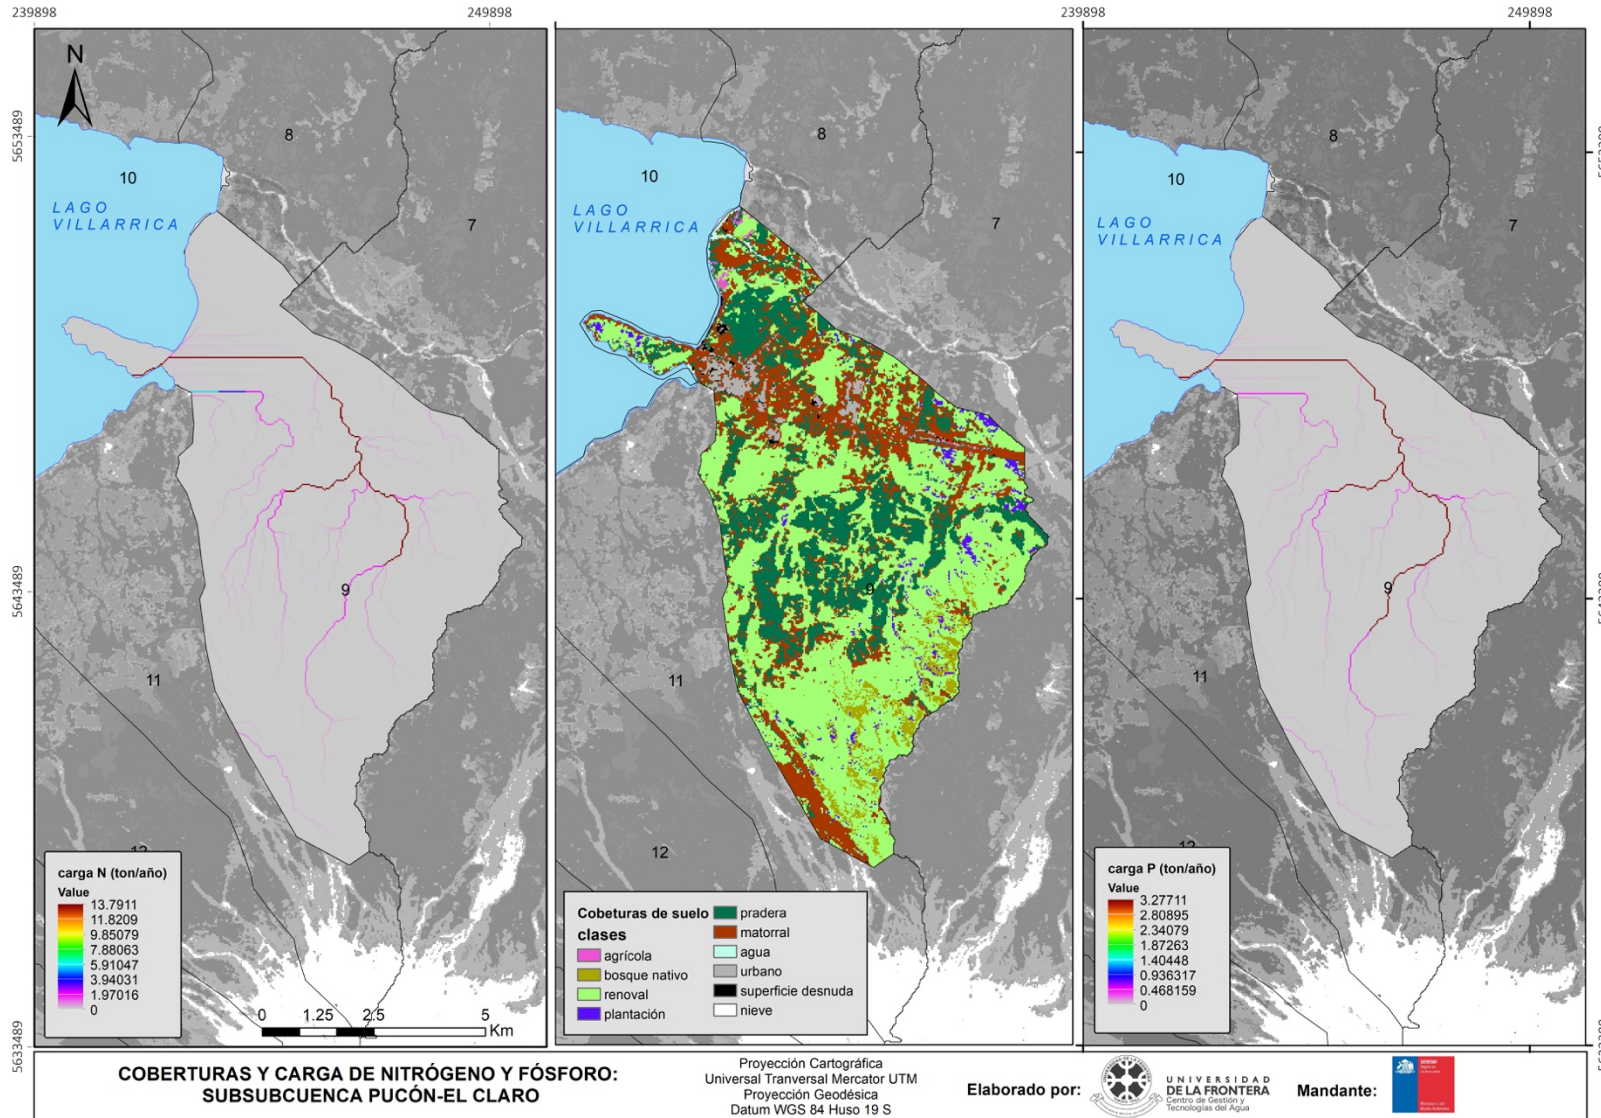 239898
249898
239898
249898
5653489
5643489
5633489
N
8
10
LAGO
VILLARRICA
7
9
11
8
10
LAGO
VILLARRICA
7
9
11
12
8
10
LAGO
VILLARRICA
7
9
11
12
carga N (ton/año)
Value
13.7911
11.8209
9.85079
7.88063
5.91047
3.94031
1.97016
0
0 1.25 2.5 5
Km
Cobeturas de suelo
clases
agrícola
bosque nativo
renoval
plantación
pradera
matorral
agua
urbano
superficie desnuda
nieve
carga P (ton/año)
Value
3.27711
2.80895
2.34079
1.87263
1.40448
0.936317
0.468159
0
COBERTURAS Y CARGA DE NITRÓGENO Y FÓSFORO:
SUBSUBCUENCA PUCÓN-EL CLARO
Proyección Cartográfica
Universal Tranversal Mercator UTM
Proyección Geodésica
Datum WGS 84 Huso 19 S
Elaborado por:
UNIVERSIDAD
DE LA FRONTERA
Centro de Gestión y
Tecnologías del Agua
Mandante:
SEREMI